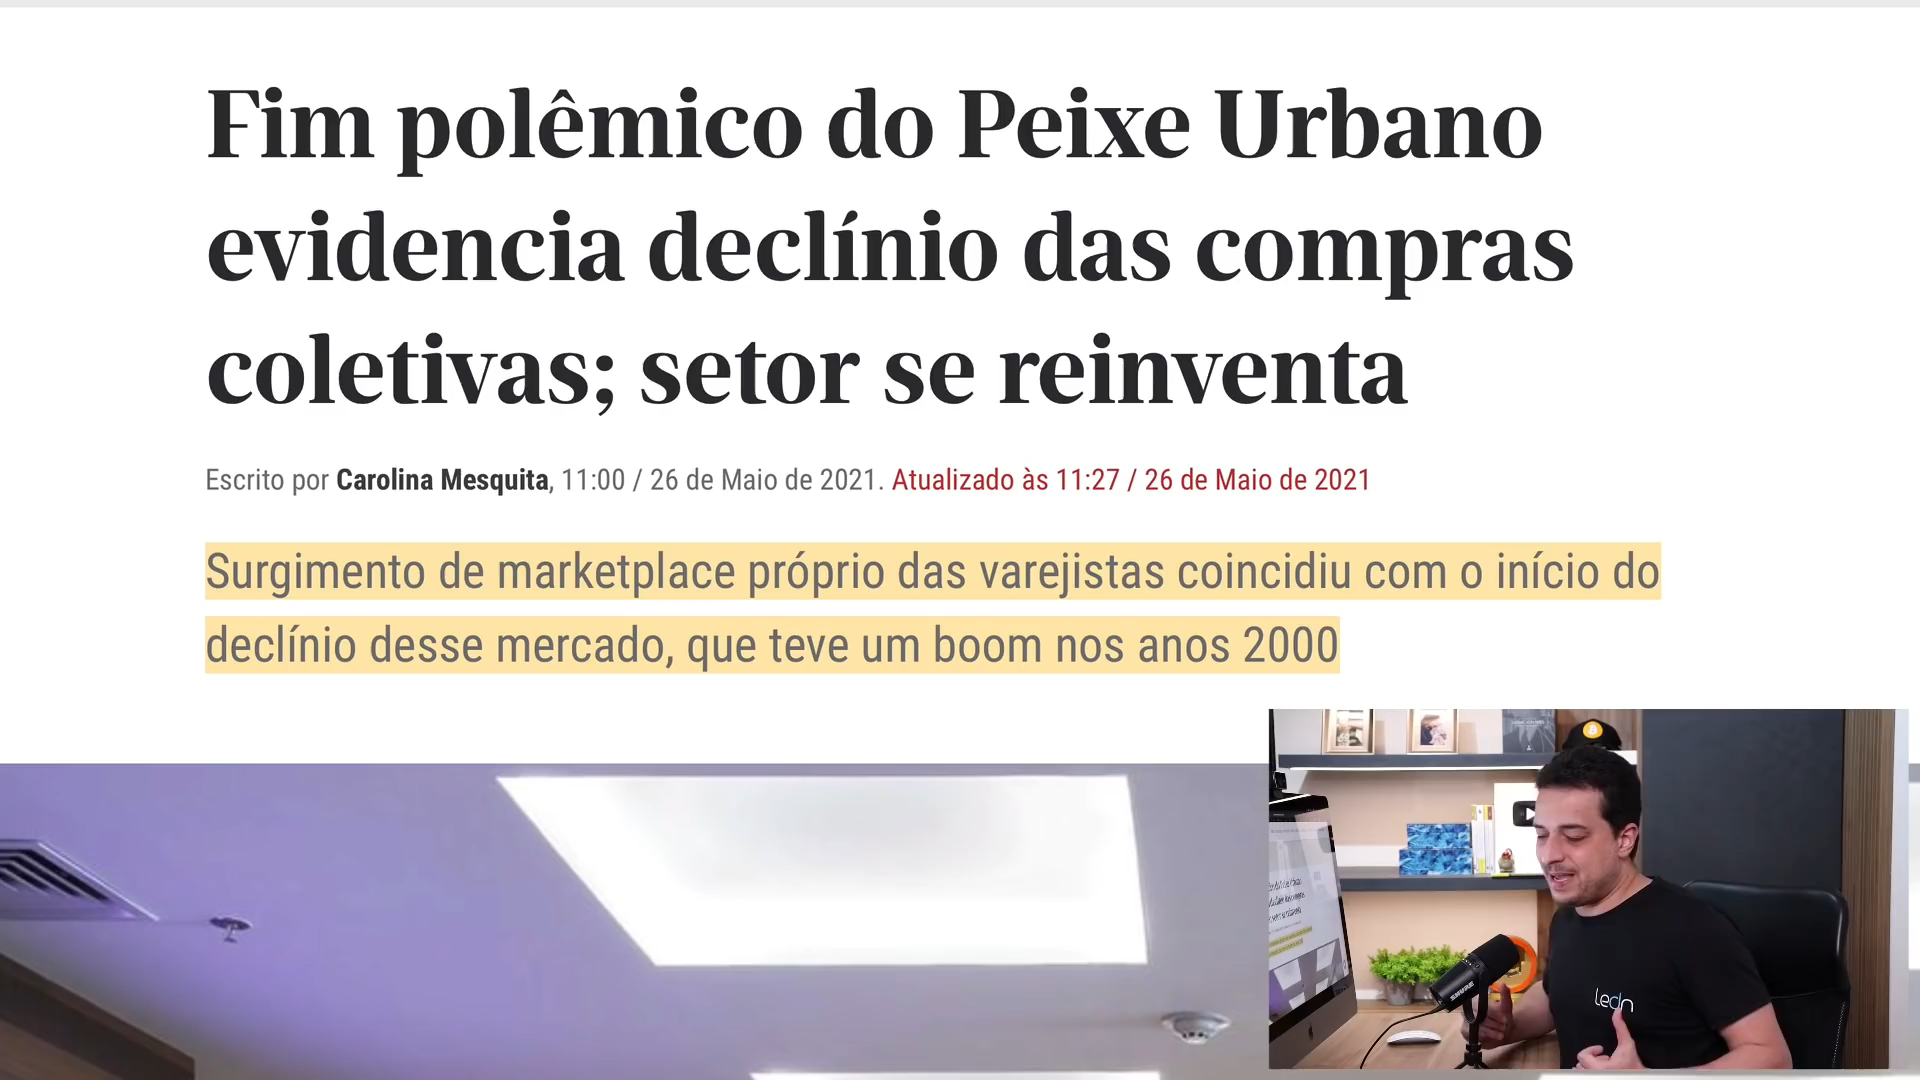 Fim polêmico do Peixe Urbano
evidencia declínio das compras
coletivas; setor se reinventa
Escrito por Carolina Mesquita, 11:00 / 26 de Maio de 2021. Atualizado às 11:27 / 26 de Maio de 2021
Surgimento de marketplace próprio das varejistas coincidiu com o início do
declínio desse mercado, que teve um boom nos anos 2000
SHURE
ledn